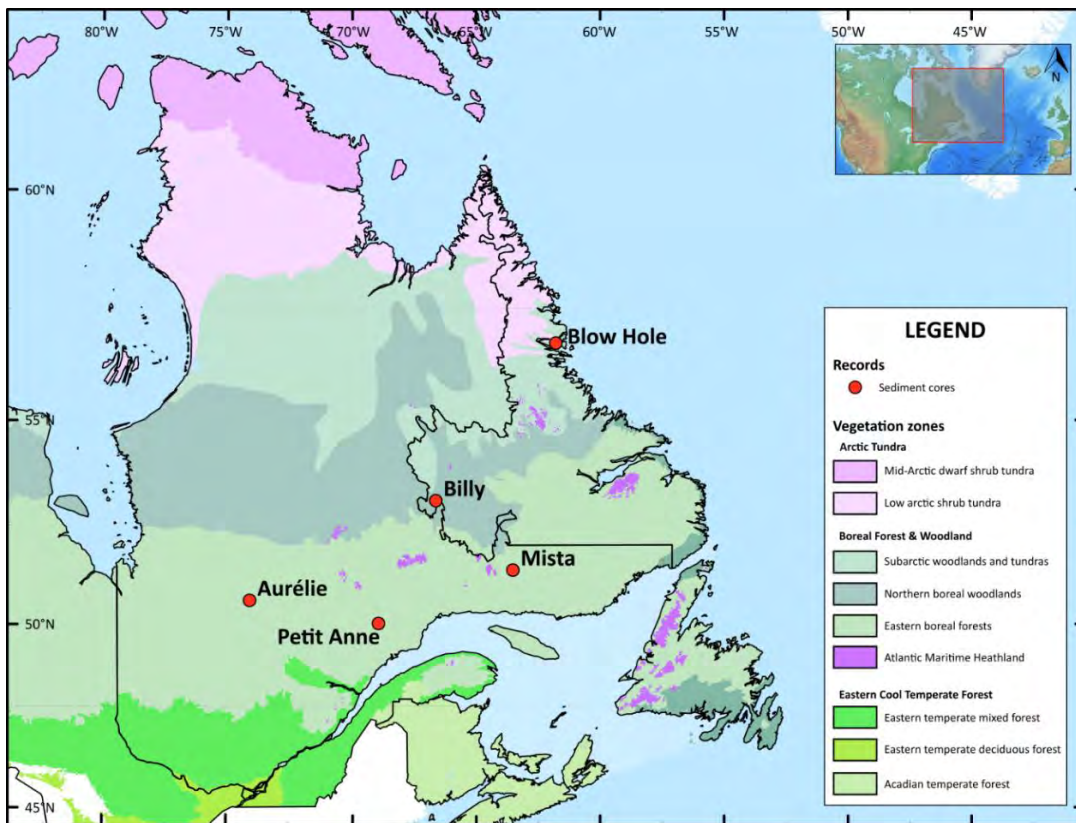 80°W 75°W 70°W 65°W 60°W 55°W 50°W 45°W
N
60°N
Blow Hole
55°N
Billy
Mista
Aurélie
50°N
Petit Anne
45°N
LEGEND
Records
Sediment cores
Vegetation zones
Arctic Tundra
Mid-Arctic dwarf shrub tundra
Low arctic shrub tundra
Boreal Forest & Woodland
Subarctic woodlands and tundras
Northern boreal woodlands
Eastern boreal forests
Atlantic Maritime Heathland
Eastern Cool Temperate Forest
Eastern temperate mixed forest
Eastern temperate deciduous forest
Acadian temperate forest